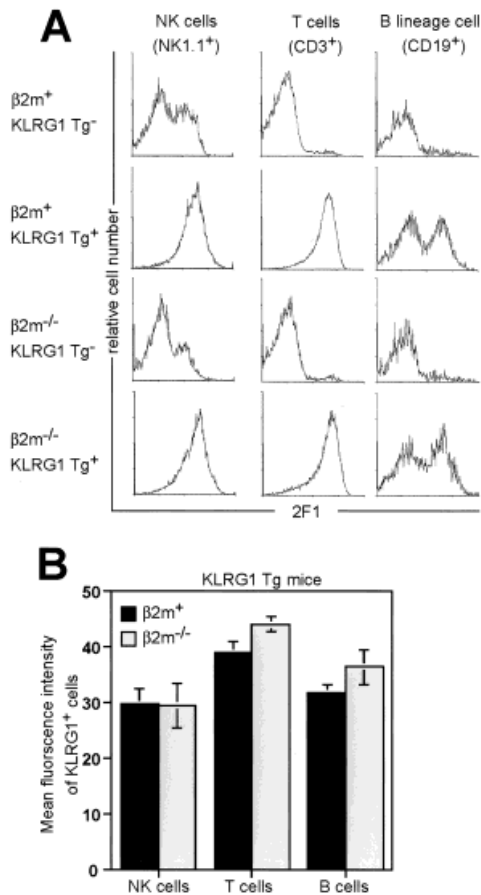 A
NK cells
(NK1.1⁺)
T cells
(CD3⁺)
B lineage cell
(CD19⁺)
β2m⁺
KLRG1 Tg⁻
β2m⁺
KLRG1 Tg⁺
β2m⁻/⁻
KLRG1 Tg⁻
β2m⁻/⁻
KLRG1 Tg⁺
relative cell number
2F1
B
KLRG1 Tg mice
β2m⁺
β2m⁻/⁻
Mean fluorscence intensity
of KLRG1⁺ cells
50
40
30
20
10
0
NK cells
T cells
B cells